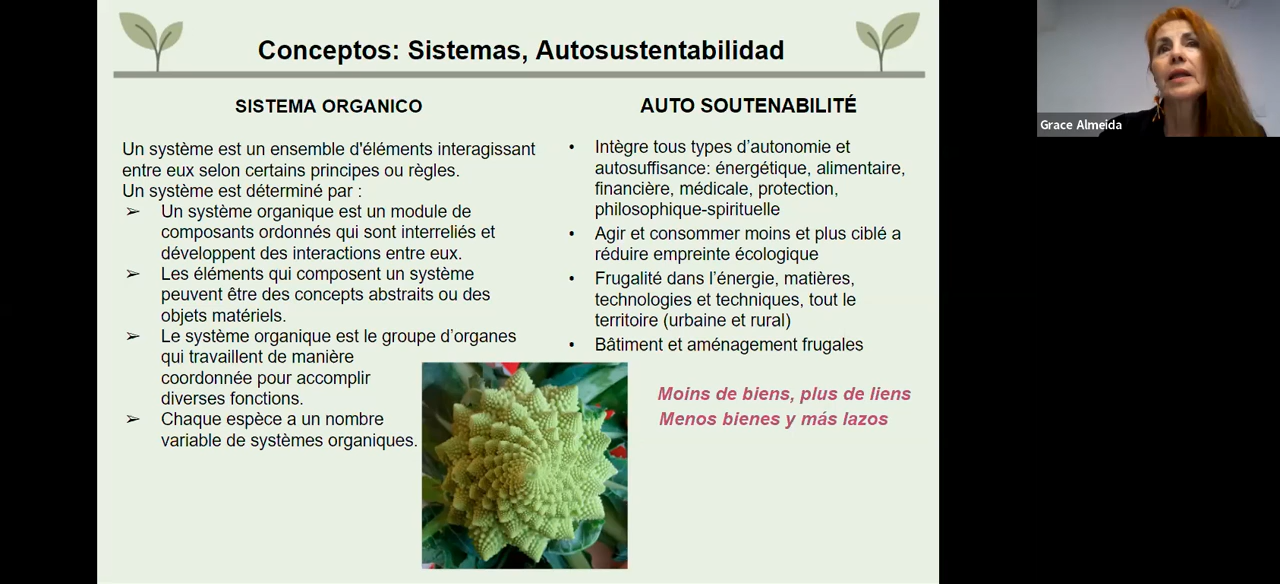 Conceptos: Sistemas, Autosustentabilidad
SISTEMA ORGANICO
Un système est un ensemble d'éléments interagissant
entre eux selon certains principes ou règles.
Un système est déterminé par :
➢ Un système organique est un module de
composants ordonnés qui sont interreliés et
développent des interactions entre eux.
➢ Les éléments qui composent un système
peuvent être des concepts abstraits ou des
objets matériels.
➢ Le système organique est le groupe d’organes
qui travaillent de manière
coordonnée pour accomplir
diverses fonctions.
➢ Chaque espèce a un nombre
variable de systèmes organiques.
AUTO SOUTENABILITÉ
• Intègre tous types d’autonomie et
autosuffisance: énergétique, alimentaire,
financière, médicale, protection,
philosophique-spirituelle
• Agir et consommer moins et plus ciblé a
réduire empreinte écologique
• Frugalité dans l’énergie, matières,
technologies et techniques, tout le
territoire (urbaine et rural)
• Bâtiment et aménagement frugales
Moins de biens, plus de liens
Menos bienes y más lazos
Grace Almeida